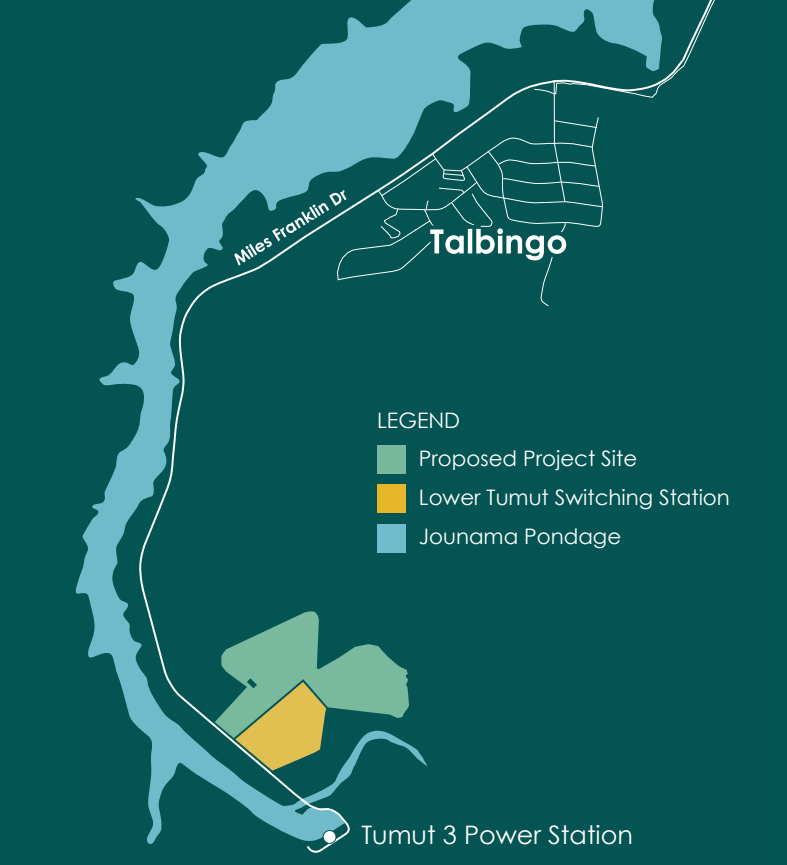 Miles Franklin Dr
Talbingo
LEGEND
Proposed Project Site
Lower Tumut Switching Station
Jounama Pondage
Tumut 3 Power Station